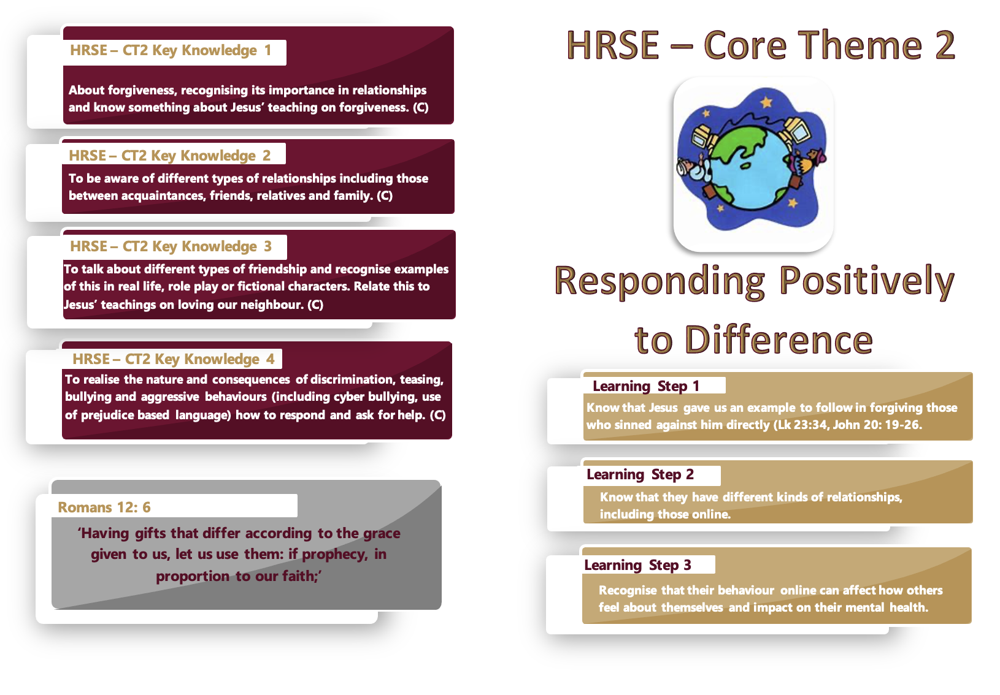 HRSE – CT2 Key Knowledge 1
About forgiveness, recognising its importance in relationships
and know something about Jesus’ teaching on forgiveness. (C)
HRSE – CT2 Key Knowledge 2
To be aware of different types of relationships including those
between acquaintances, friends, relatives and family. (C)
HRSE – CT2 Key Knowledge 3
To talk about different types of friendship and recognise examples
of this in real life, role play or fictional characters. Relate this to
Jesus’ teachings on loving our neighbour. (C)
HRSE – CT2 Key Knowledge 4
To realise the nature and consequences of discrimination, teasing,
bullying and aggressive behaviours (including cyber bullying, use
of prejudice based language) how to respond and ask for help. (C)
Romans 12: 6
‘Having gifts that differ according to the grace
given to us, let us use them: if prophecy, in
proportion to our faith;’
HRSE – Core Theme 2
Responding Positively
to Difference
Learning Step 1
Know that Jesus gave us an example to follow in forgiving those
who sinned against him directly (Lk 23:34, John 20: 19-26.
Learning Step 2
Know that they have different kinds of relationships,
including those online.
Learning Step 3
Recognise that their behaviour online can affect how others
feel about themselves and impact on their mental health.